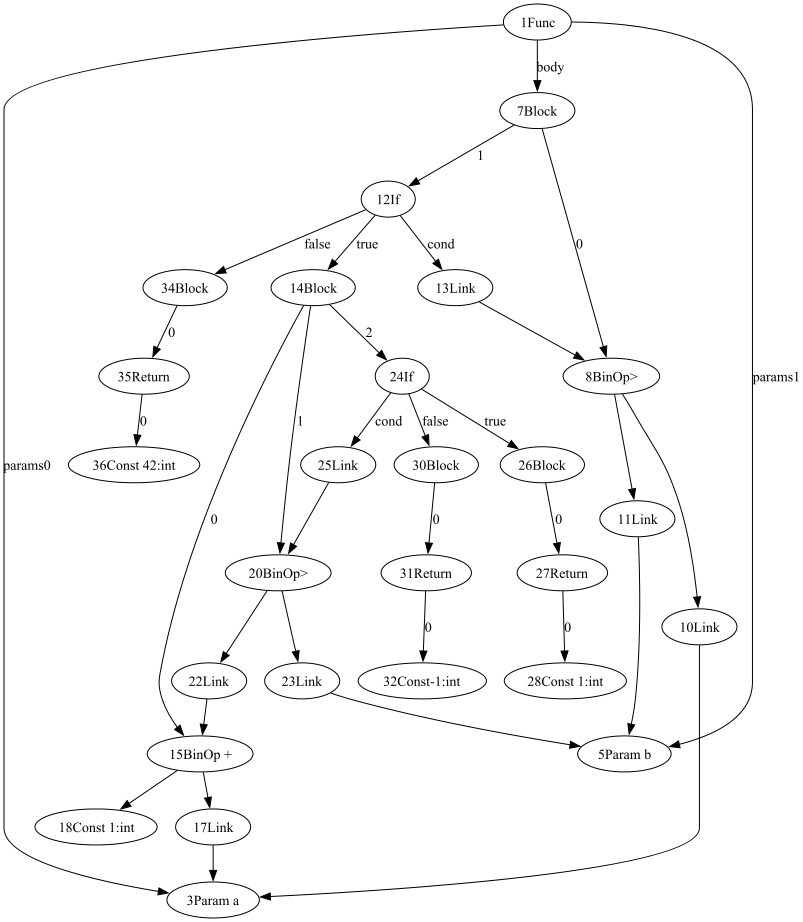 1Func
body
7Block
1
12If
0
false
true
cond
34Block
14Block
13Link
0
2
35Return
24If
8BinOp>
params1
0
1
cond
false
true
params0
36Const 42:int
25Link
30Block
26Block
0
0
0
11Link
20BinOp>
31Return
27Return
0
0
10Link
22Link
23Link
32Const-1:int
28Const 1:int
15BinOp +
5Param b
18Const 1:int
17Link
3Param a